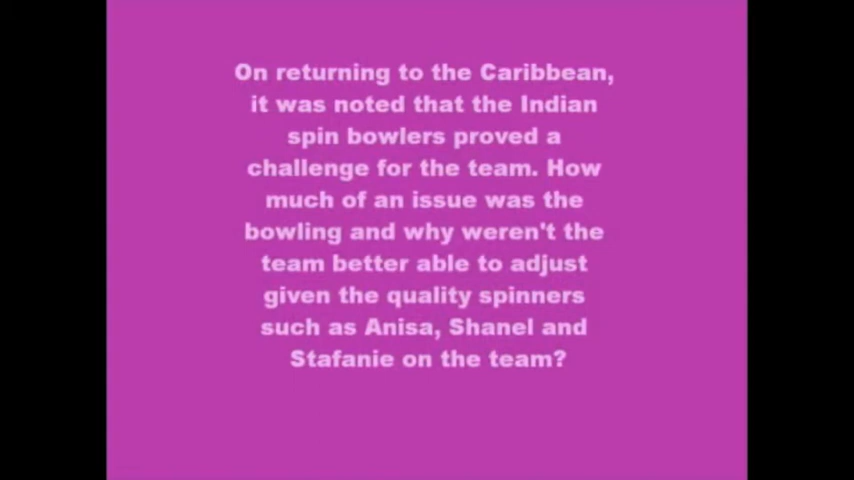 On returning to the Caribbean,
it was noted that the Indian
spin bowlers proved a
challenge for the team. How
much of an issue was the
bowling and why weren't the
team better able to adjust
given the quality spinners
such as Anisa, Shanel and
Stafanie on the team?